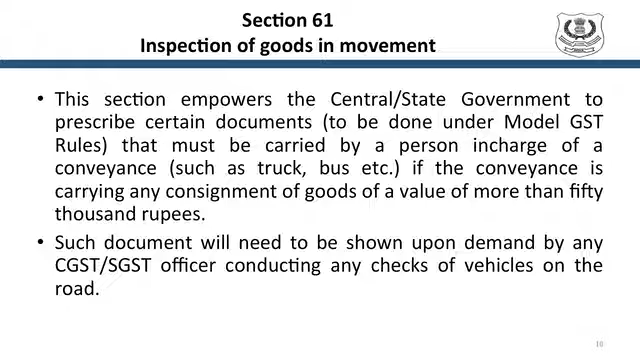 Section 61
Inspection of goods in movement
• This section empowers the Central/State Government to
prescribe certain documents (to be done under Model GST
Rules) that must be carried by a person incharge of a
conveyance (such as truck, bus etc.) if the conveyance is
carrying any consignment of goods of a value of more than fifty
thousand rupees.
• Such document will need to be shown upon demand by any
CGST/SGST officer conducting any checks of vehicles on the
road.
10